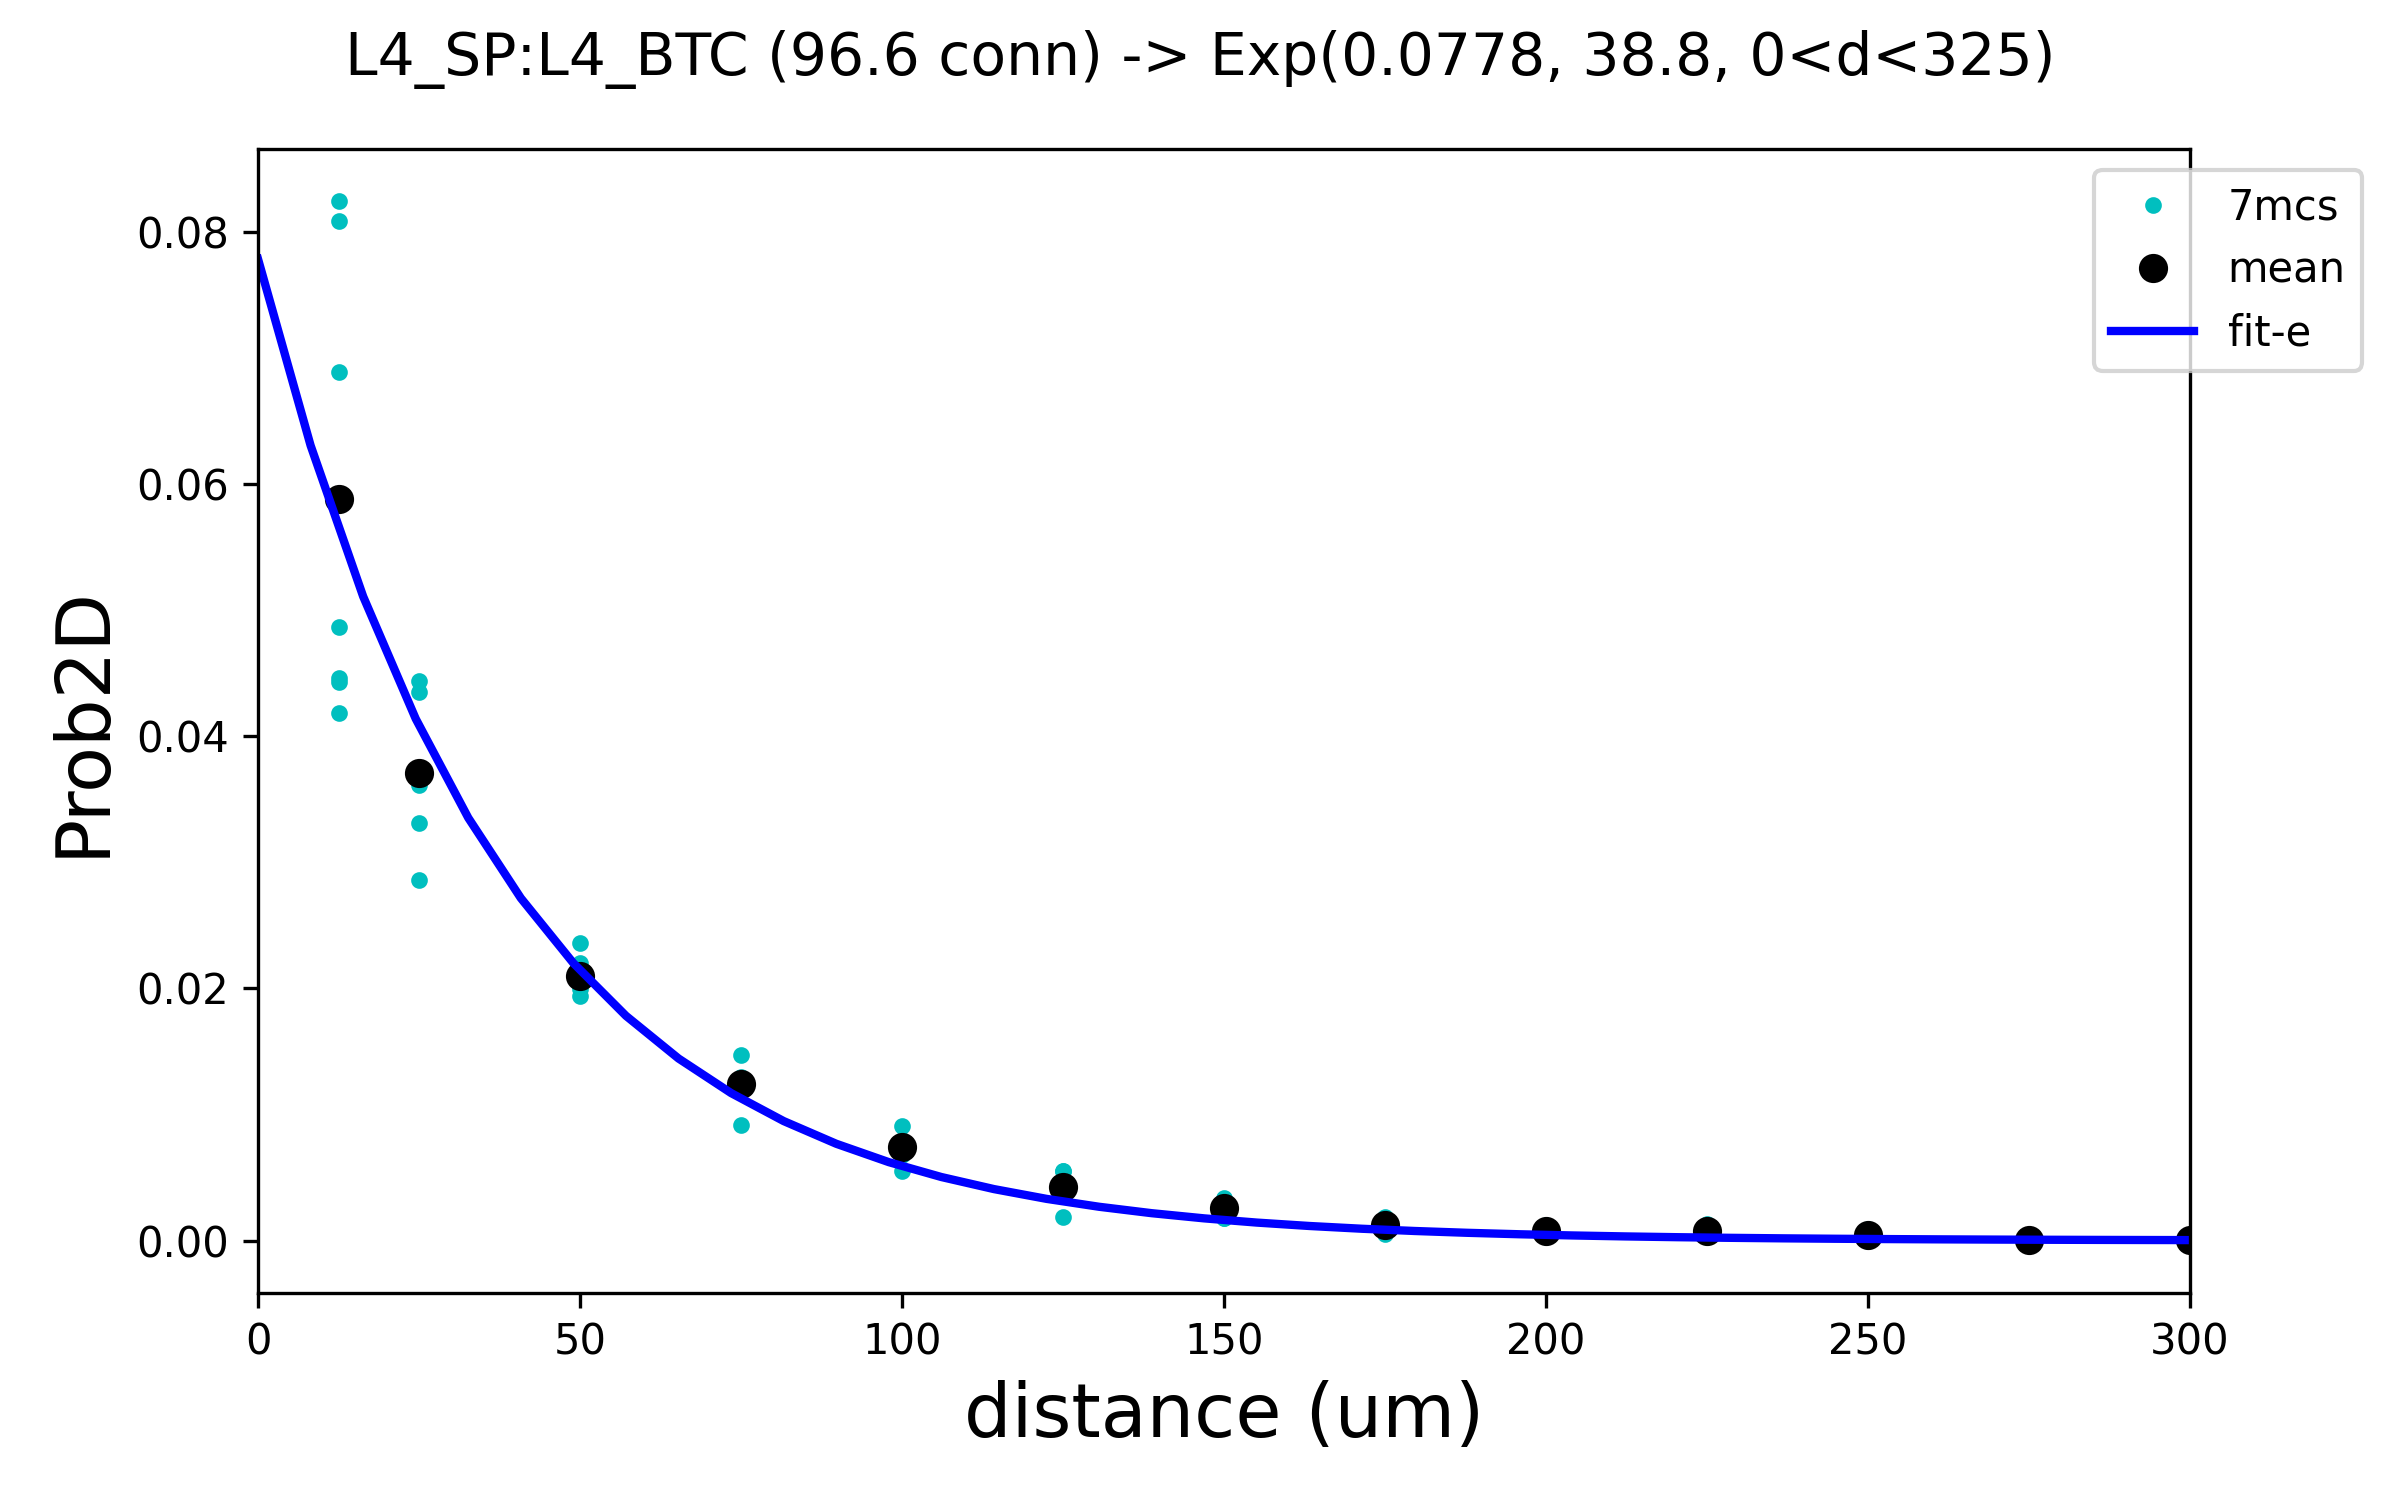 L4_SP:L4_BTC (96.6 conn) -> Exp(0.0778, 38.8, 0<d<325)
7mcs
mean
fit-e
Prob2D
0.08
0.06
0.04
0.02
0.00
0 50 100 150 200 250 300
distance (um)